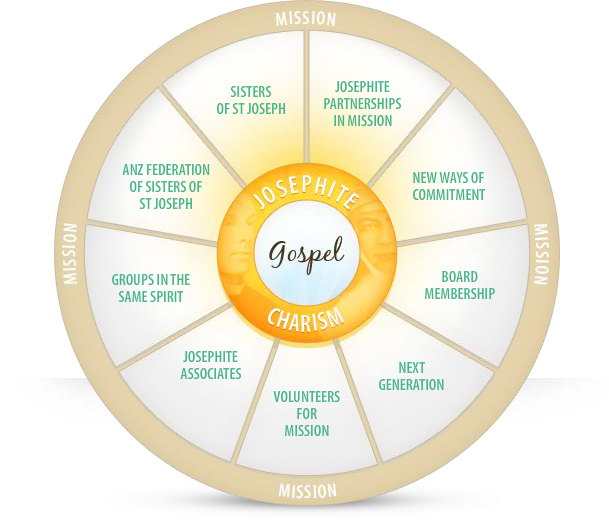 MISSION
SISTERS
OF ST JOSEPH
JOSEPHITE
PARTNERSHIPS
IN MISSION
ANZ FEDERATION
OF SISTERS OF
ST JOSEPH
NEW WAYS OF
COMMITMENT
JOSEPHITE
Gospel
CHARISM
MISSION
MISSION
GROUPS IN THE
SAME SPIRIT
BOARD
MEMBERSHIP
JOSEPHITE
ASSOCIATES
NEXT
GENERATION
VOLUNTEERS
FOR
MISSION
MISSION